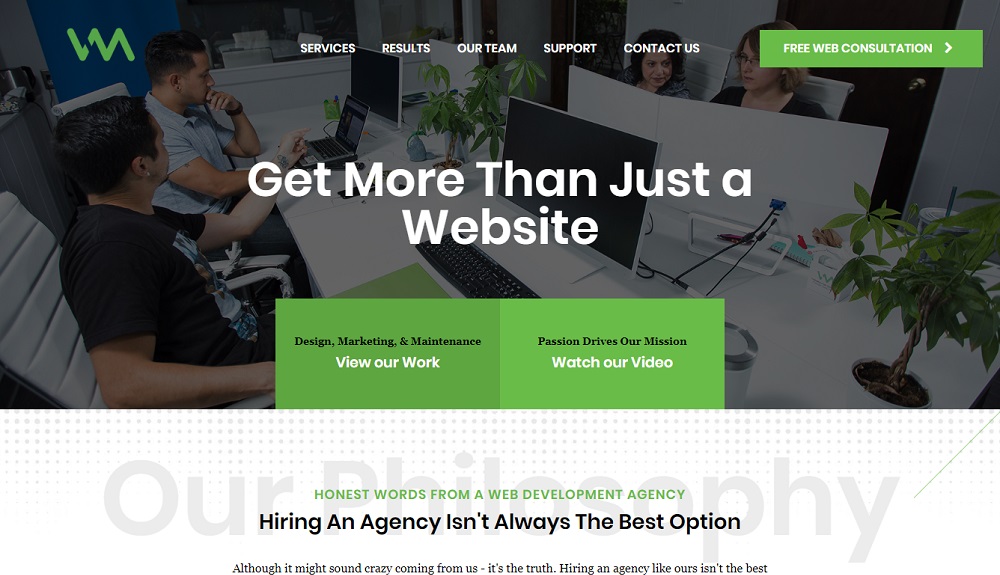 WM
SERVICES
RESULTS
OUR TEAM
SUPPORT
CONTACT US
FREE WEB CONSULTATION
Get More Than Just a
Website
Design, Marketing, & Maintenance
View our Work
Passion Drives Our Mission
Watch our Video
Our Philosophy
HONEST WORDS FROM A WEB DEVELOPMENT AGENCY
Hiring An Agency Isn't Always The Best Option
Although it might sound crazy coming from us - it's the truth. Hiring an agency like ours isn't the best